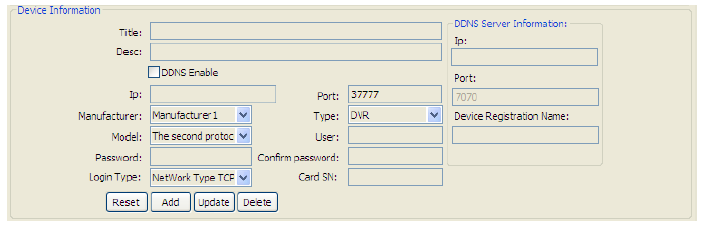 Device Information
Title:
Desc:
DDNS Enable
Ip:
Port: 37777
Manufacturer: Manufacturer 1
Type: DVR
Model: The second protoc
User:
Password:
Confirm password:
Login Type: NetWork Type TCP
Card SN:
Reset Add Update Delete
DDNS Server Information:
Ip:
Port:
7070
Device Registration Name: